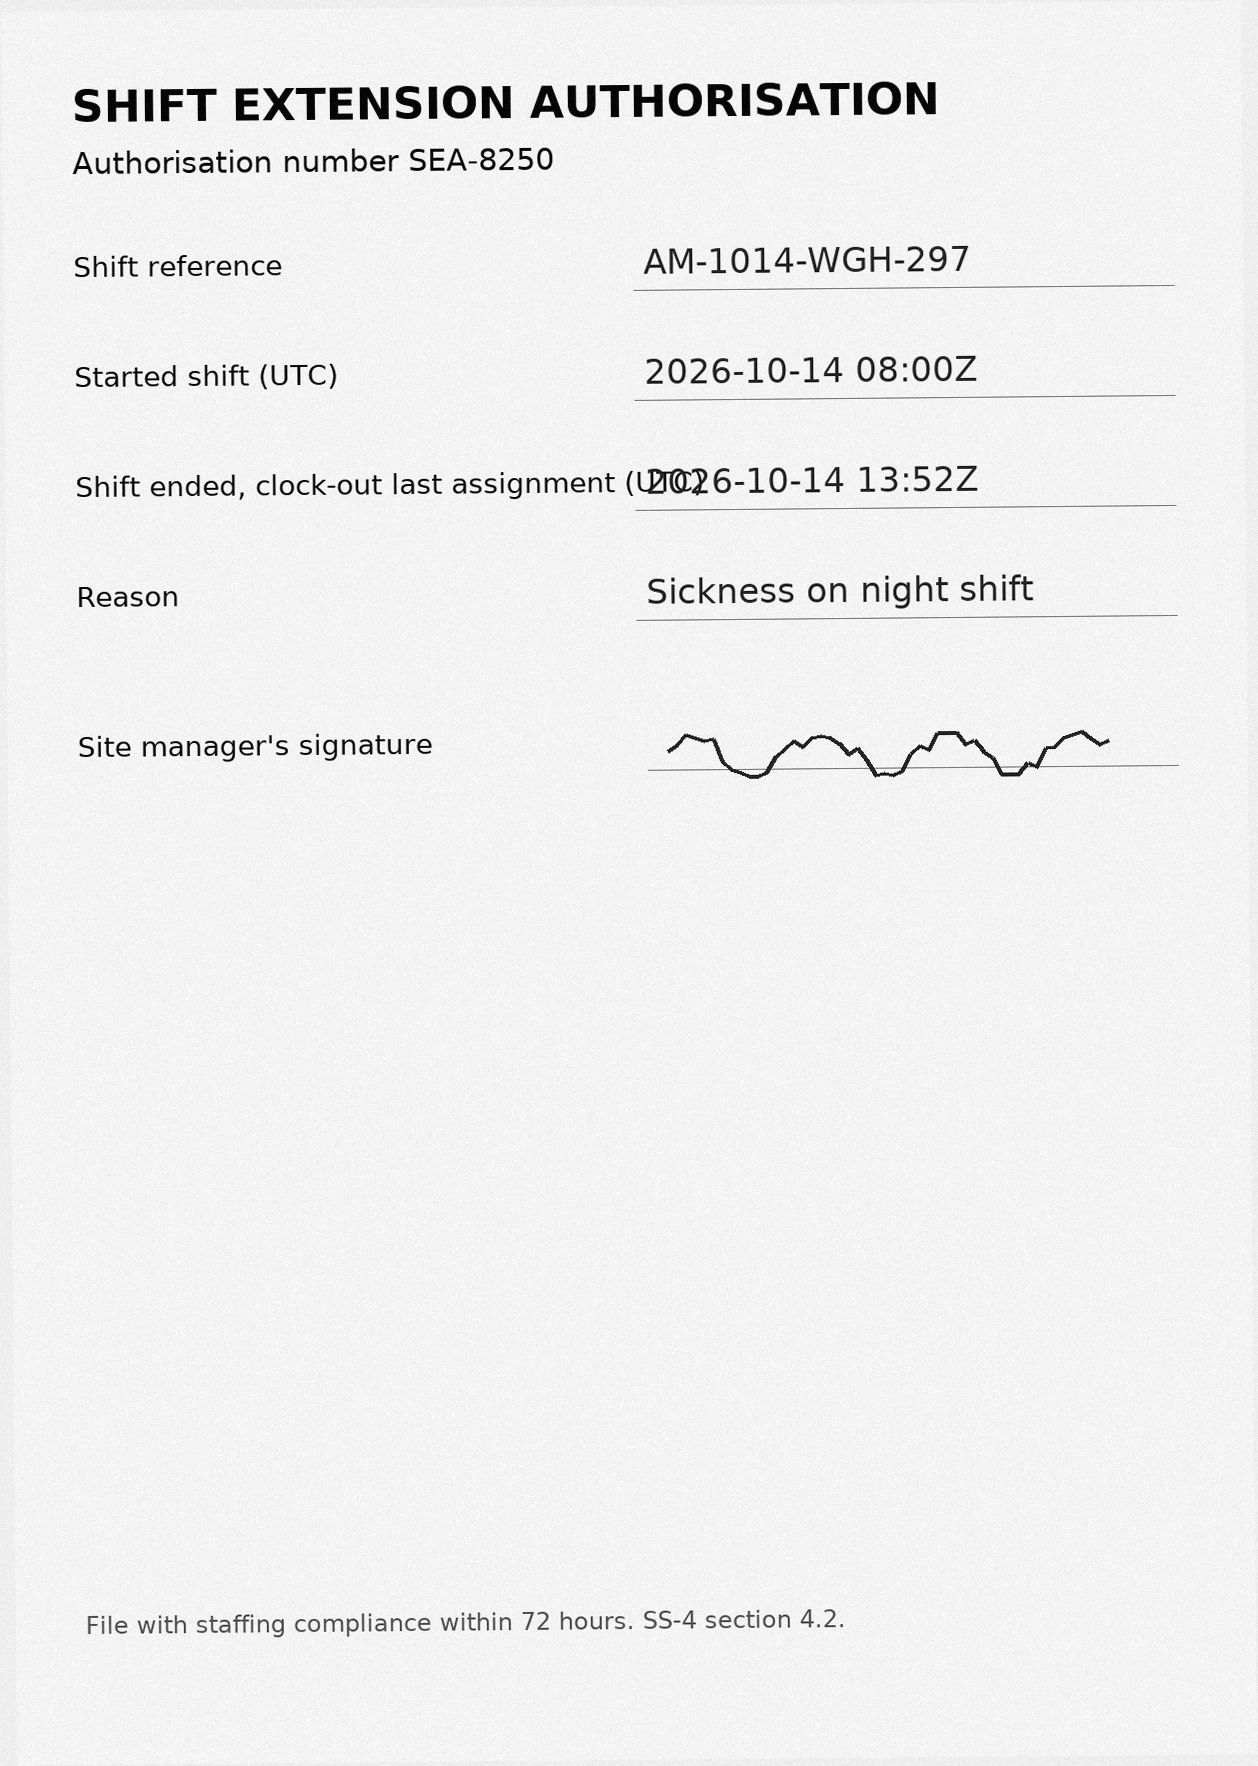 SHIFT EXTENSION AUTHORISATION
Authorisation number SEA-8250
Shift reference AM-1014-WGH-297
Started shift (UTC) 2026-10-14 08:00Z
Shift ended, clock-out last assignment (UTC) 2026-10-14 13:52Z
Reason Sickness on night shift
Site manager's signature
File with staffing compliance within 72 hours. SS-4 section 4.2.